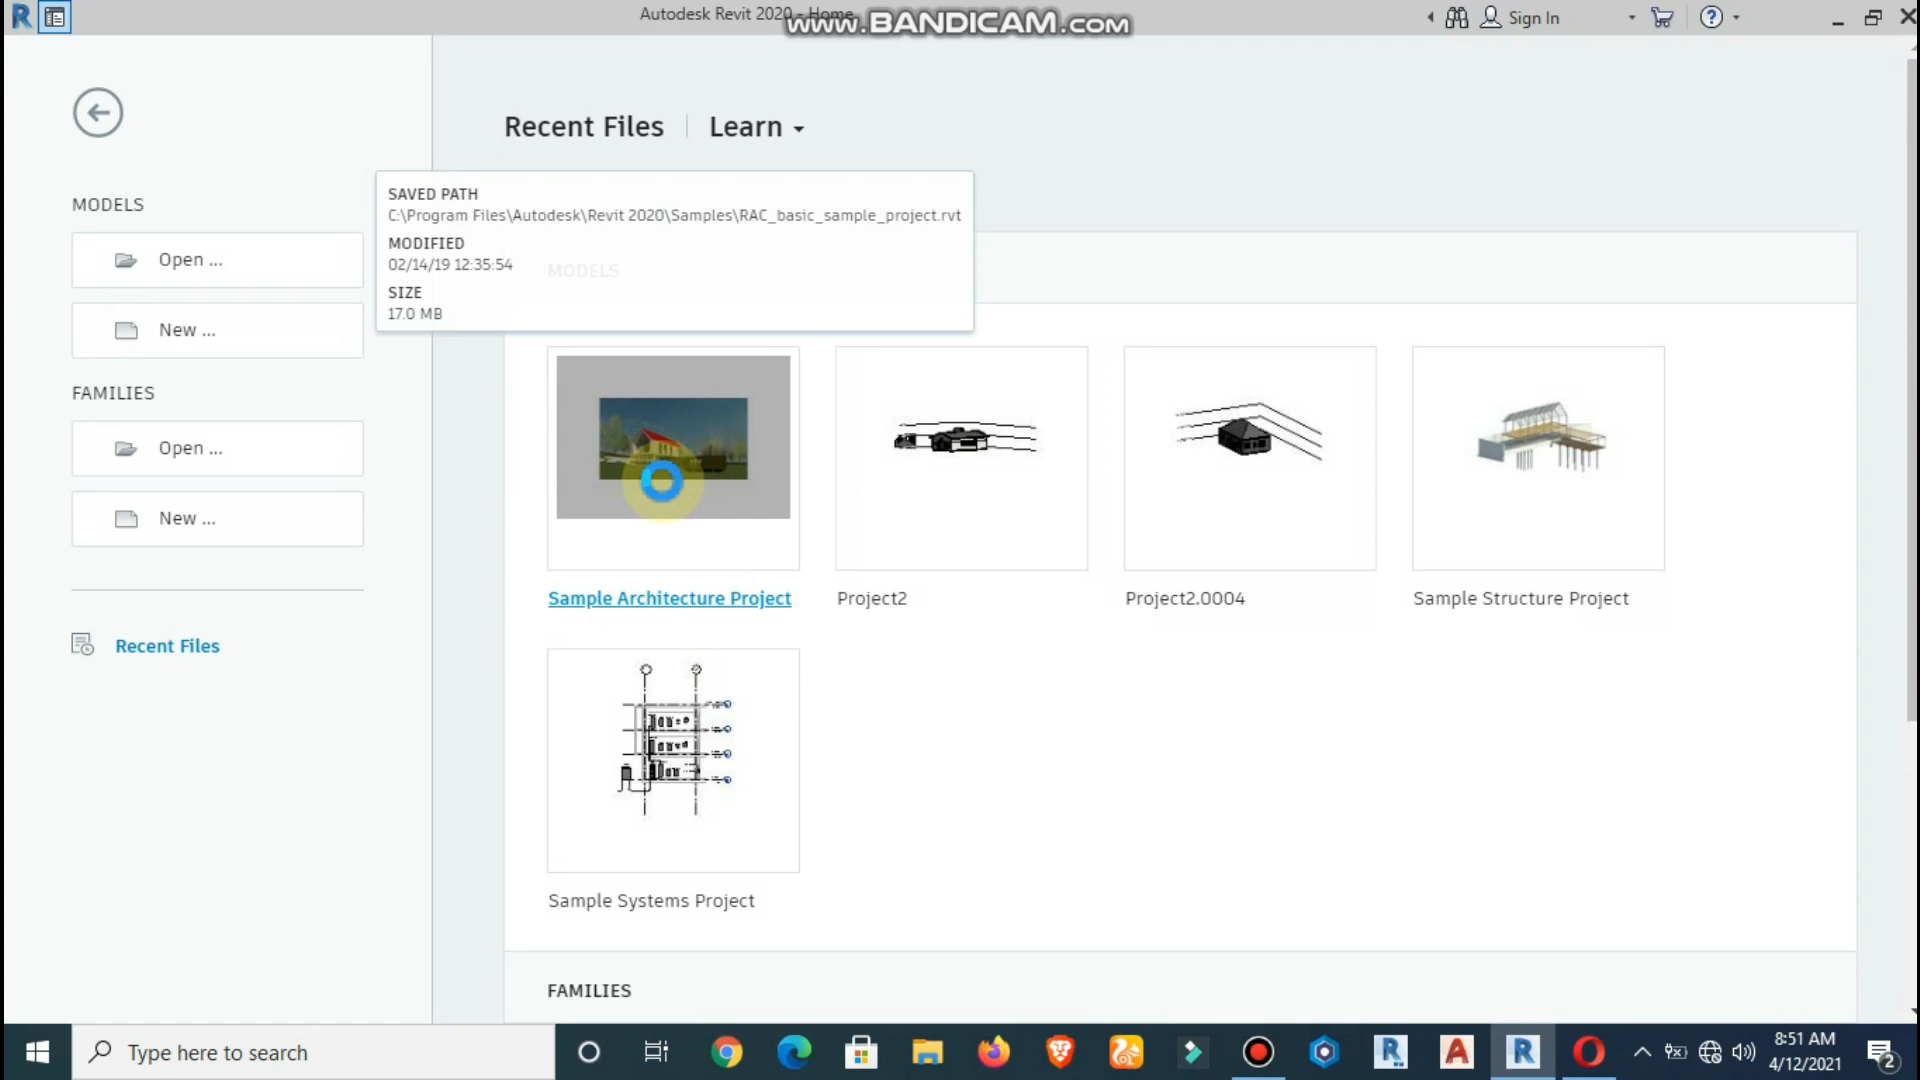 Autodesk Revit 2020 - Home
www.BANDICAM.com
Sign In
Recent Files
Learn
MODELS
Open ...
New ...
FAMILIES
Open ...
New ...
Recent Files
SAVED PATH
C:\Program Files\Autodesk\Revit 2020\Samples\RAC_basic_sample_project.rvt
MODIFIED
02/14/19 12:35:54
SIZE
17.0 MB
MODELS
Sample Architecture Project
Project2
Project2.0004
Sample Structure Project
Sample Systems Project
FAMILIES
Type here to search
8:51 AM
4/12/2021
2